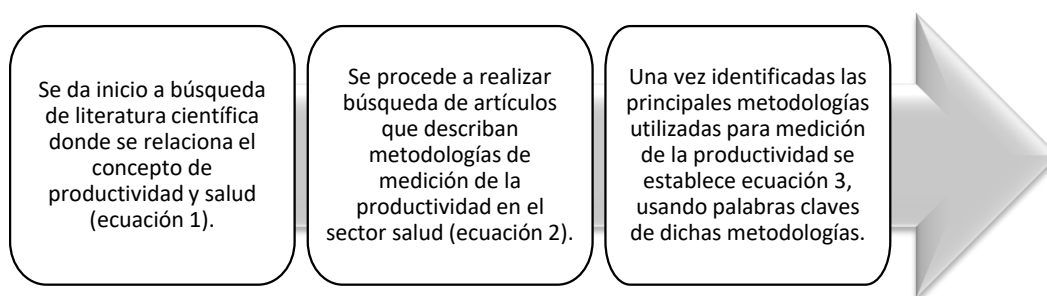 Se da inicio a búsqueda
de literatura científica
donde se relaciona el
concepto de
productividad y salud
(ecuación 1).
Se procede a realizar
búsqueda de artículos
que describan
metodologías de
medición de la
productividad en el
sector salud (ecuación 2).
Una vez identificadas las
principales metodologías
utilizadas para medición
de la productividad se
establece ecuación 3,
usando palabras claves
de dichas metodologías.